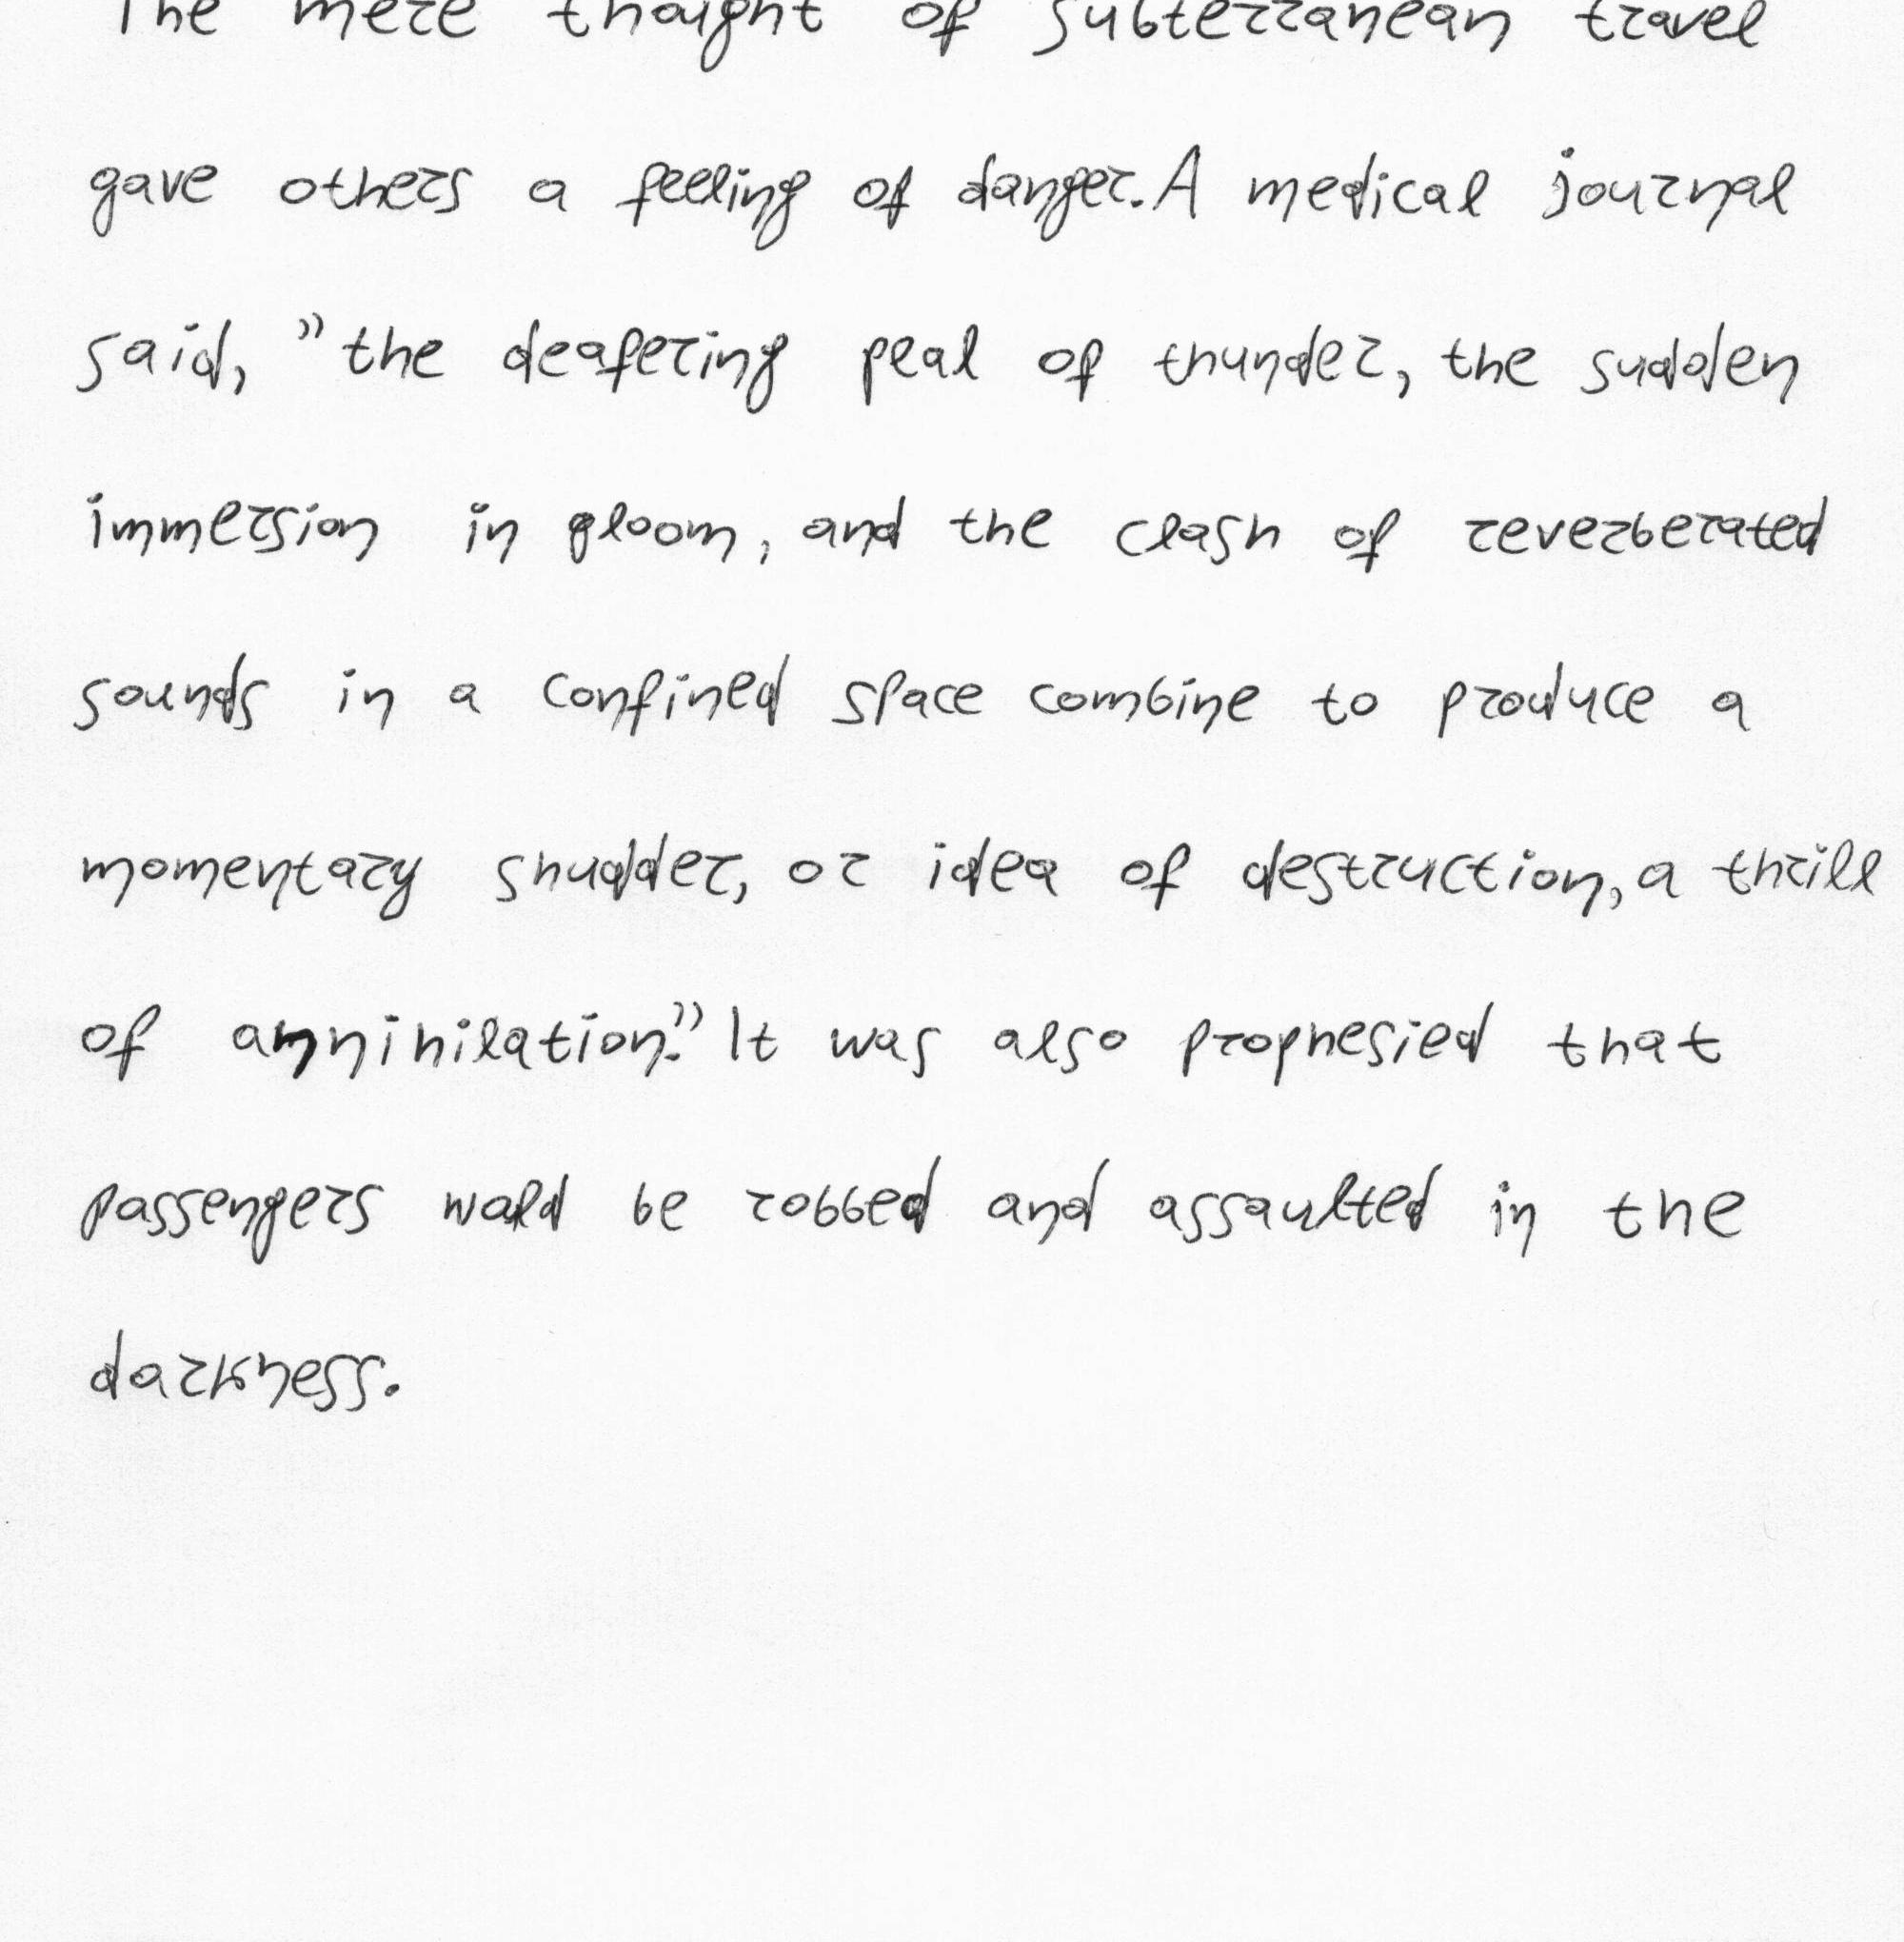 The mere thought of subterranean travel
gave others a feeling of danger. A medical journal
said, "the deafering peal of thunder, the sudden
immersion in gloom, and the clash of reverberated
sounds in a confined space combine to produce a
momentary shudder, or idea of destruction, a thrill
of annihilation." It was also prophesied that
passengers would be robbed and assaulted in the
darkness.